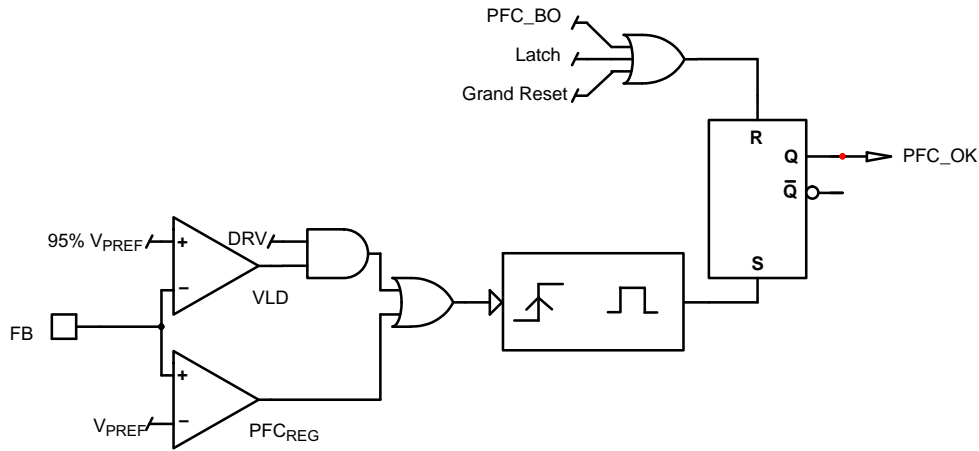 PFC_BO
Latch
Grand Reset
R
Q
PFC_OK
Q̅
S
95% VPREF
+
DRV
−
VLD
FB
+
VPREF
−
PFCREG